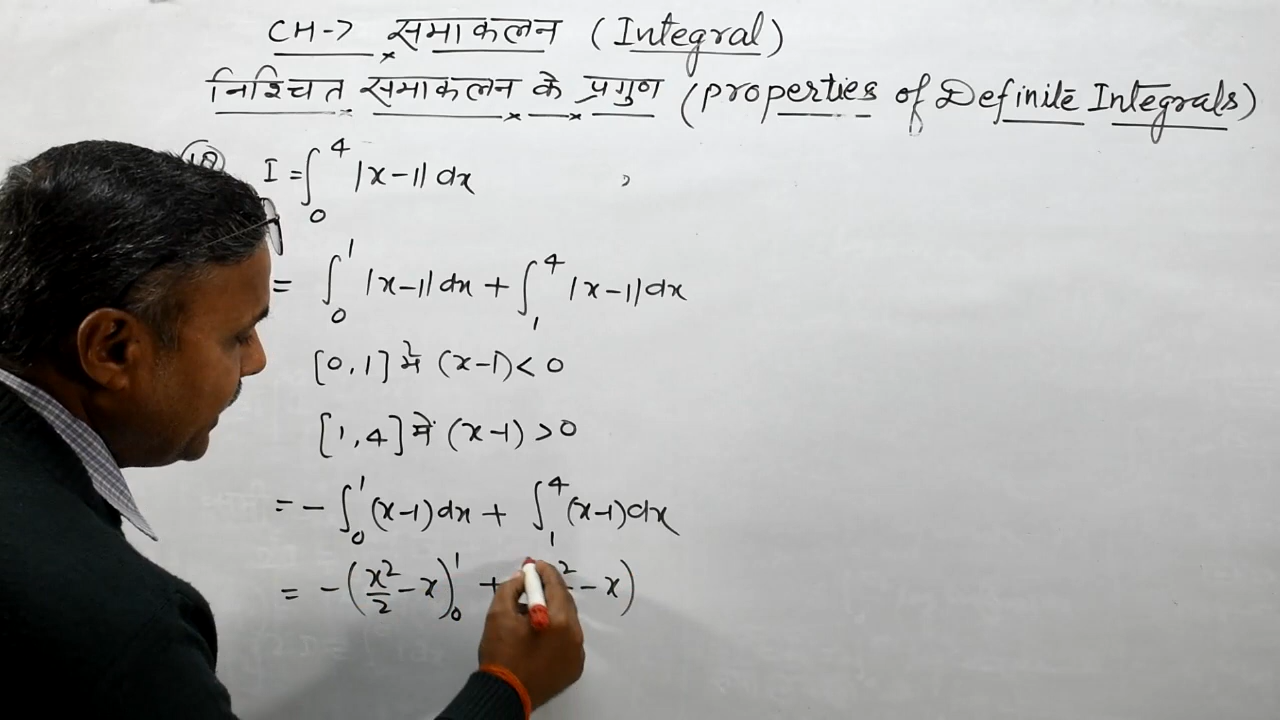 CH-7 समाकलन (Integral)
निश्चित समाकलन के प्रगुण (properties of Definite Integrals)
I = ∫₀⁴ |x-1| dx
= ∫₀¹ |x-1| dx + ∫₁⁴ |x-1| dx
[0,1] में (x-1) < 0
[1,4] में (x-1) > 0
= - ∫₀¹ (x-1) dx + ∫₁⁴ (x-1) dx
= - (x²/2 - x)₀¹ + - x)